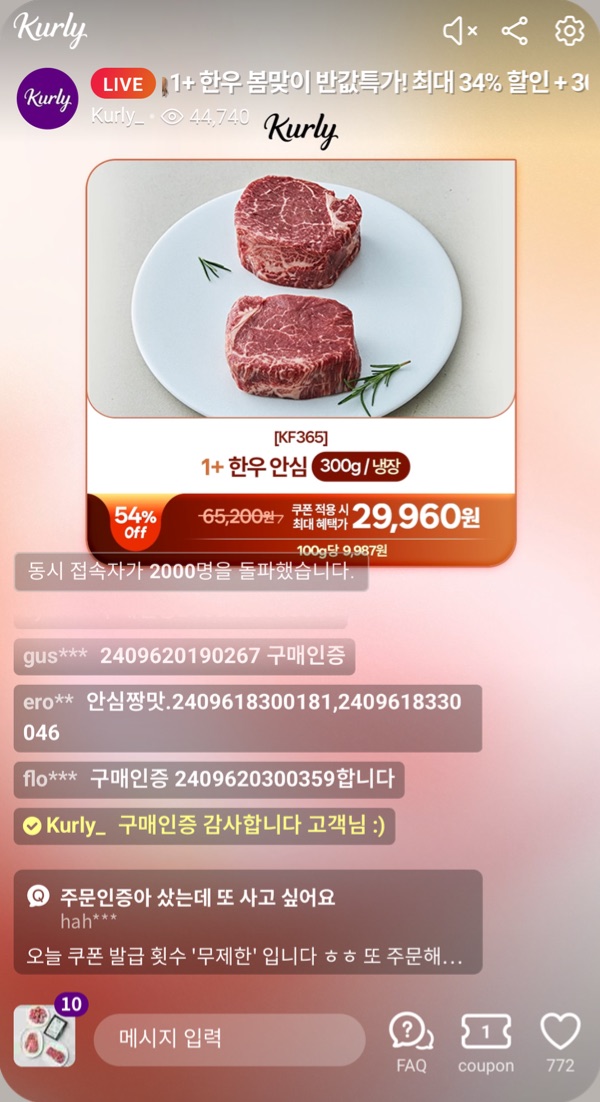 Kurly
Kurly
LIVE 1+ 한우 봄맞이 반값특가! 최대 34% 할인 +
Kurly_ • 44,740
Kurly
[KF365]
1+ 한우 안심 300g / 냉장
54%
Off
65,200원
쿠폰 적용 시
최대 혜택가
29,960원
100g당 9,987원
동시 접속자가 2000명을 돌파했습니다.
gus*** 2409620190267 구매인증
ero** 안심짱맛.2409618300181,2409618330
046
flo*** 구매인증 2409620300359합니다
Kurly_ 구매인증 감사합니다 고객님 :)
Q 주문인증아 샀는데 또 사고 싶어요
hah***
오늘 쿠폰 발급 횟수 '무제한' 입니다 ㅎㅎ 또 주문해...
10
메시지 입력
?
FAQ
1
coupon
772